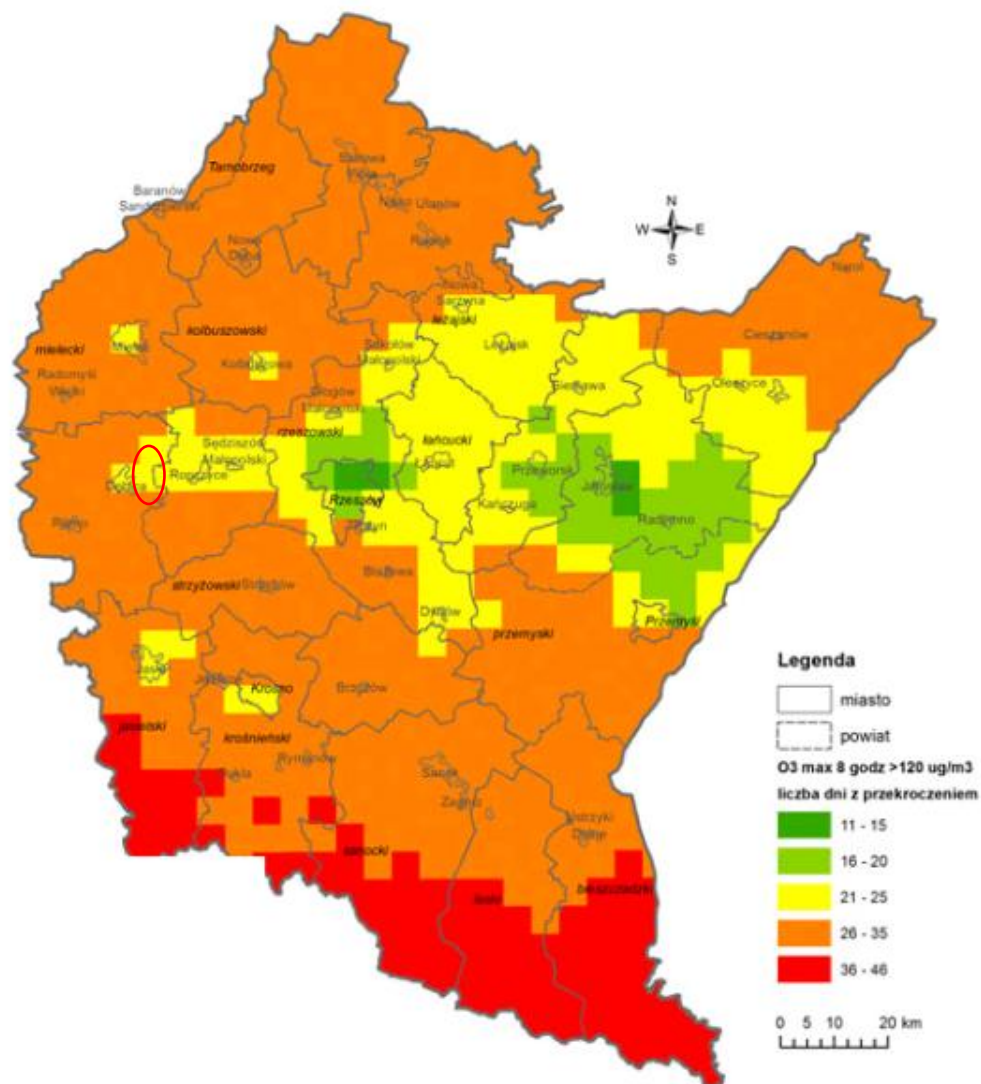 Tarnobrzeg
Stalowa
Wola
Baranów
Sandomierski
Nisko
Ulanów
N
W
E
S
Rudnik
Nowa
Dęba
Narol
Nowa
Sarzyna
leżajski
kolbuszowski
Cieszanów
Mielec
mielecki
Sokołów
Małopolski
Leżajsk
Kolbuszowa
Radomyśl
Wielki
Sieniawa
Oleszyce
Głogów
Małopolski
rzeszowski
Sędziszów
Małopolski
łańcucki
Łańcut
Ropczyce
Dębica
Przeworsk
Jarosław
Rzeszów
Kańczuga
Radymno
Pilzno
Tyczyn
Błażowa
strzyżowski
Strzyżów
Dynów
przemyski
Przemyśl
Jasło
Jedlicze
Krosno
Brzozów
jasielski
krośnieński
Rymanów
Dukla
Sanok
Zagórz
Ustrzyki
Dolne
sanocki
leski
bieszczadzki
Legenda
miasto
powiat
O3 max 8 godz >120 ug/m3
liczba dni z przekroczeniem
11 - 15
16 - 20
21 - 25
26 - 35
36 - 46
0 5 10 20 km